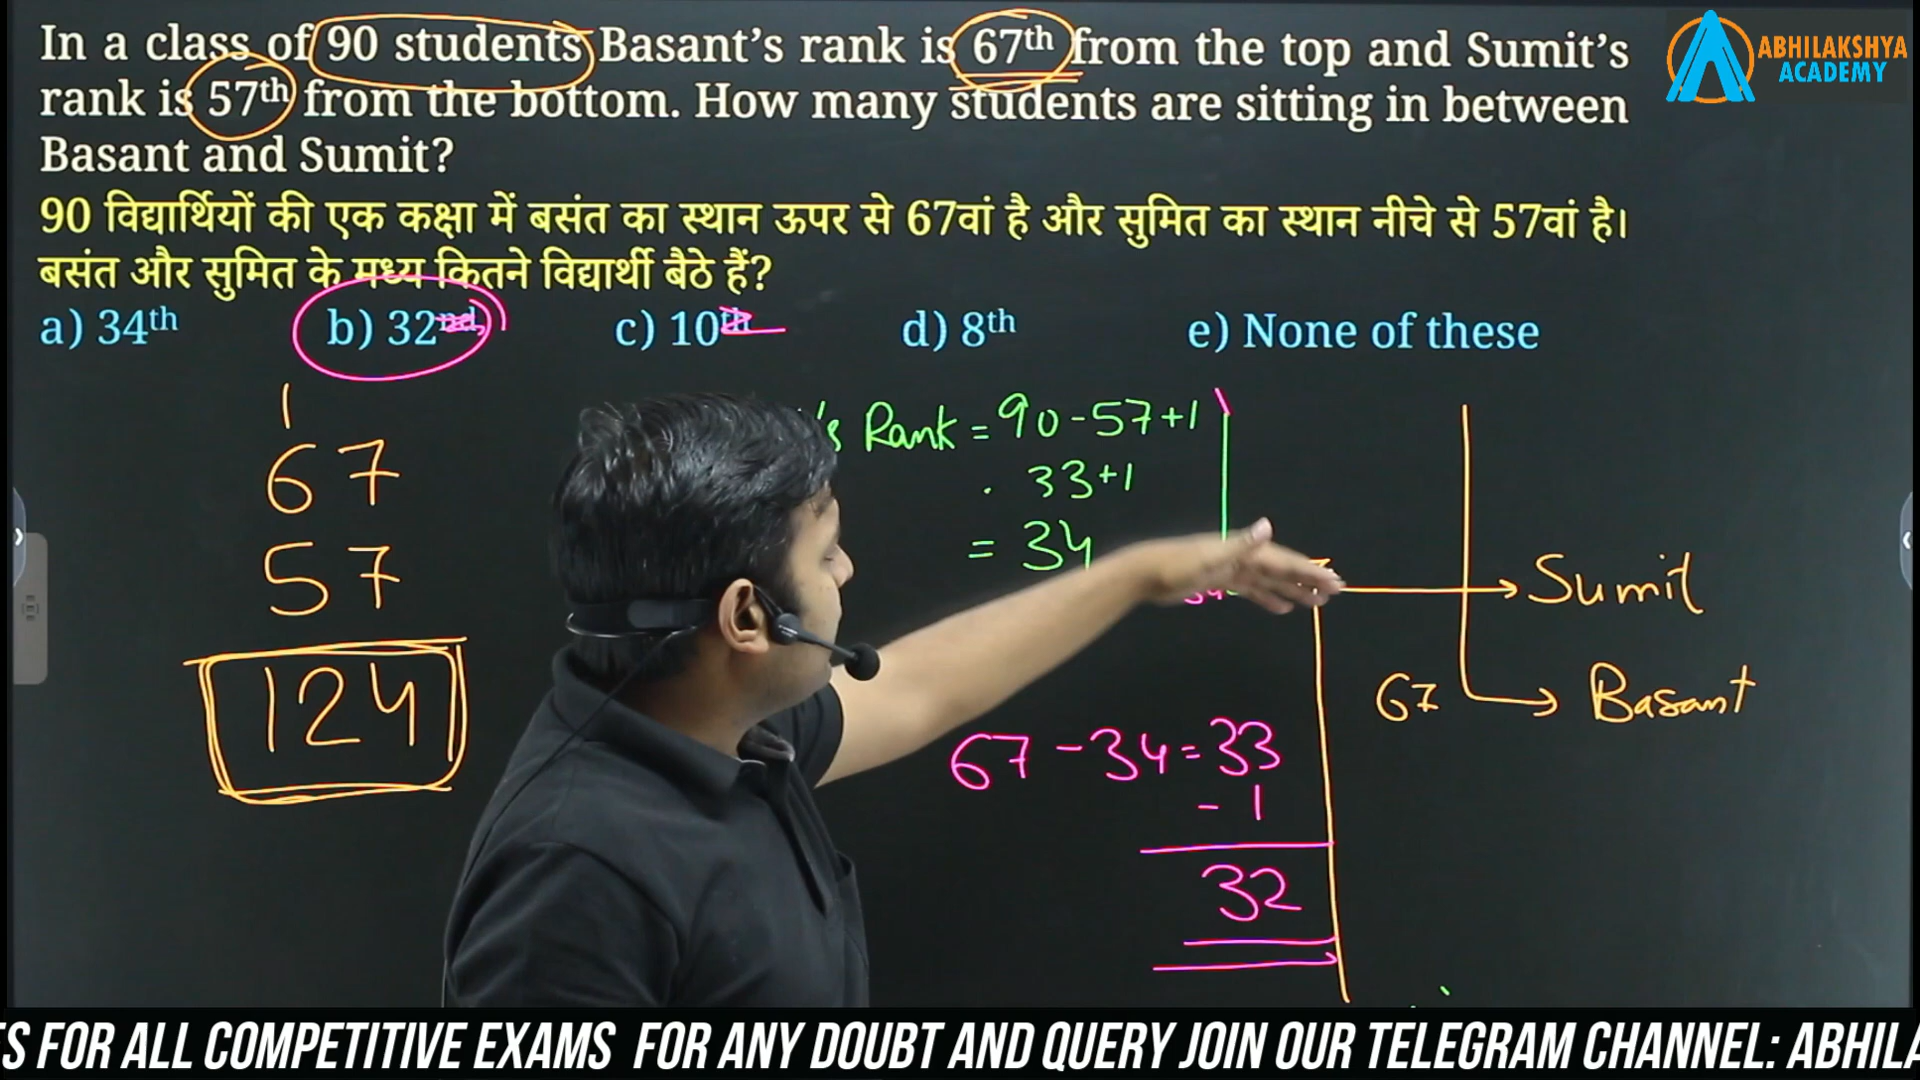 In a class of 90 students Basant's rank is 67th from the top and Sumit's
rank is 57th from the bottom. How many students are sitting in between
Basant and Sumit?
90 विद्यार्थियों की एक कक्षा में बसंत का स्थान ऊपर से 67वां है और सुमित का स्थान नीचे से 57वां है।
बसंत और सुमित के मध्य कितने विद्यार्थी बैठे हैं?
a) 34th b) 32nd c) 10th d) 8th e) None of these
ABHILAKSHYA
ACADEMY
1
67
57
124
's Rank = 90-57+1
33+1
= 34
34
Sumit
67 Basant
67-34=33
-1
32
ES FOR ALL COMPETITIVE EXAMS FOR ANY DOUBT AND QUERY JOIN OUR TELEGRAM CHANNEL: ABHILA